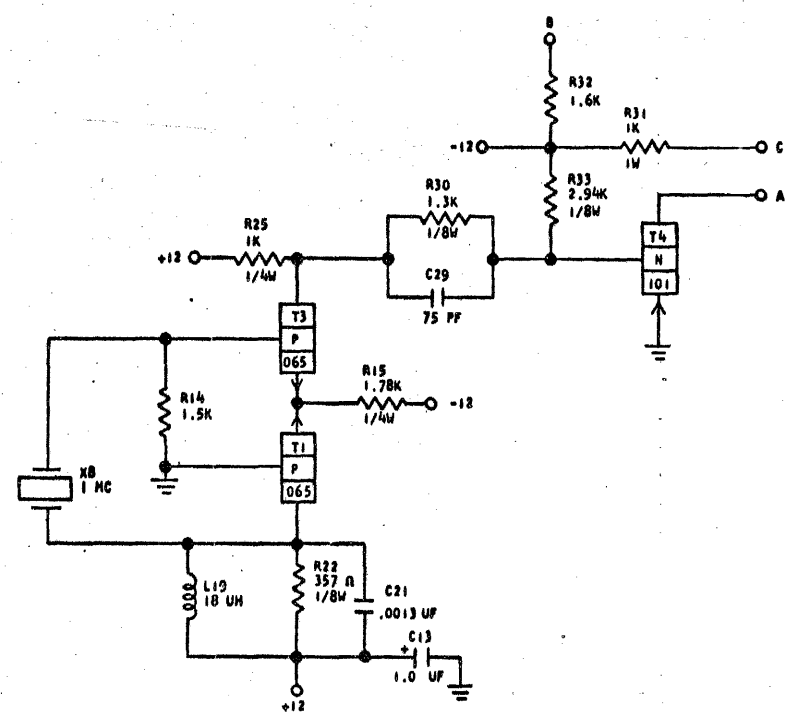 B
R32
1.6K
R31
1K
1W
-12
C
R33
2.94K
1/8W
A
R30
1.3K
1/8W
R25
1K
1/4W
+12
C29
75 PF
T4
N
101
T3
P
065
R15
1.78K
1/4W
-12
R14
1.5K
T1
P
065
X8
1 MC
R22
357 Ω
1/8W
L19
18 UH
C21
.0013 UF
C13
+
1.0 UF
+12